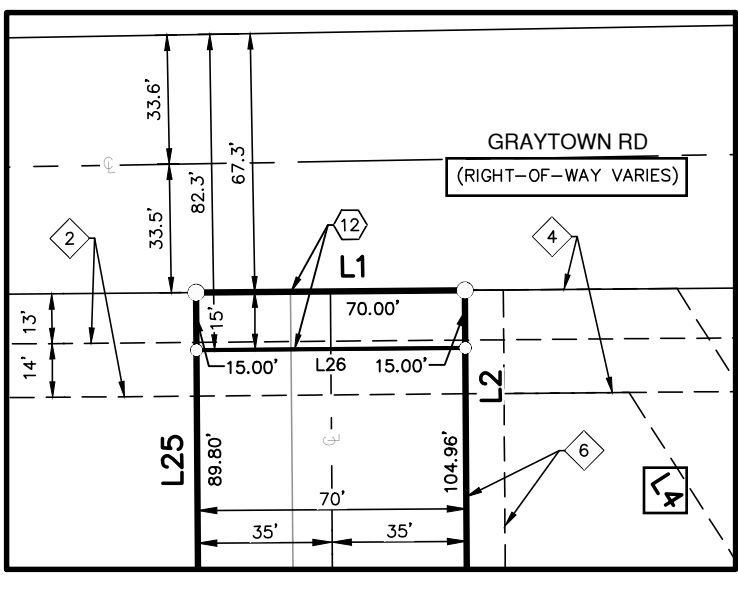 33.6'
82.3'
67.3'
GRAYTOWN RD
(RIGHT-OF-WAY VARIES)
33.5'
2
12
4
L1
70.00'
13'
15'
14'
15.00'
L26
15.00'
L2
L25
89.80'
104.96'
6
L4
70'
35'
35'